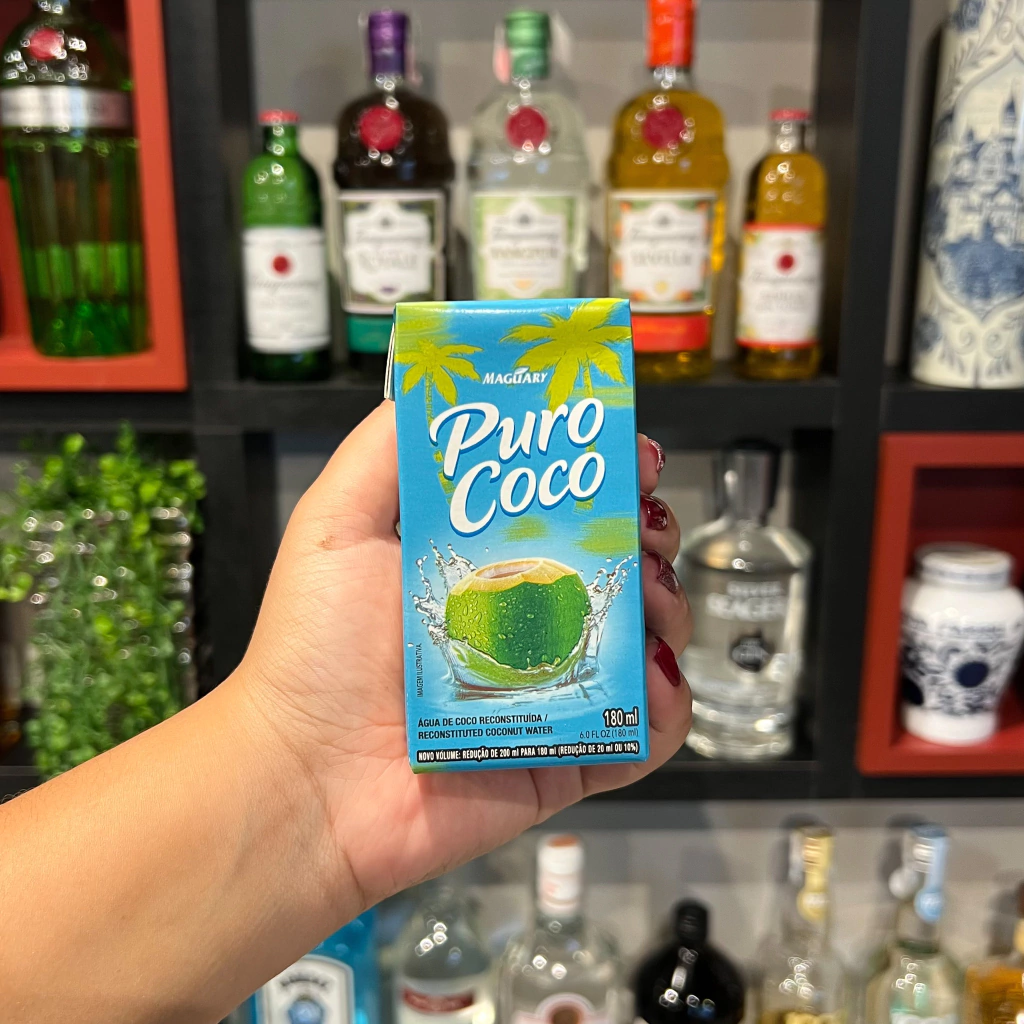 MAGUARY
Puro
Coco
IMAGEM ILUSTRATIVA
ÁGUA DE COCO RECONSTITUÍDA /
RECONSTITUTED COCONUT WATER
180 ml
6.0 FL OZ (180 ml)
NOVO VOLUME: REDUÇÃO DE 200 ml PARA 180 ml (REDUÇÃO DE 20 ml OU 10%)